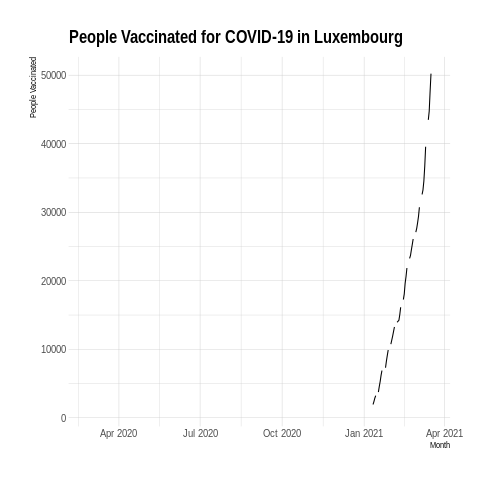 People Vaccinated for COVID-19 in Luxembourg
People Vaccinated
50000
40000
30000
20000
10000
0
Apr 2020 Jul 2020 Oct 2020 Jan 2021 Apr 2021
Month